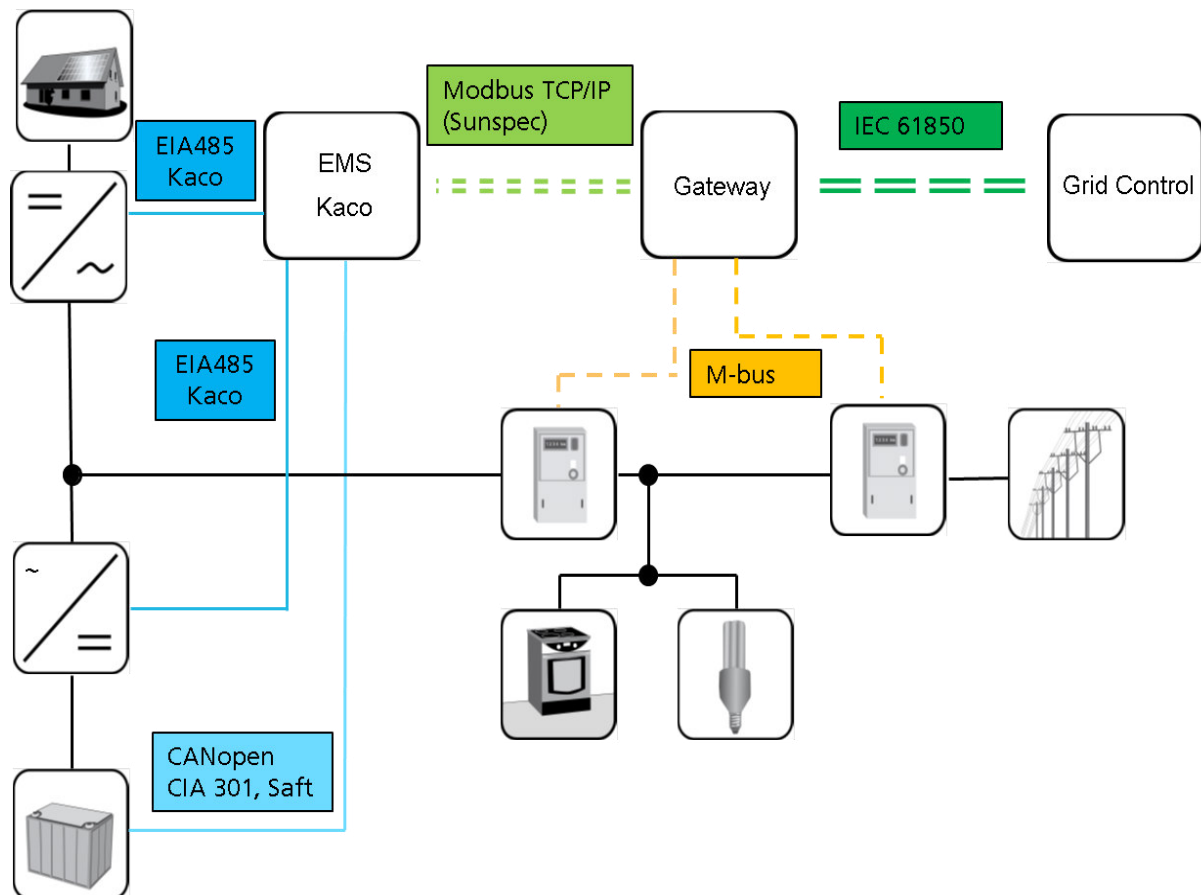 EIA485
Kaco
EMS
Kaco
Modbus TCP/IP
(Sunspec)
Gateway
IEC 61850
Grid Control
EIA485
Kaco
M-bus
CANopen
CIA 301, Saft